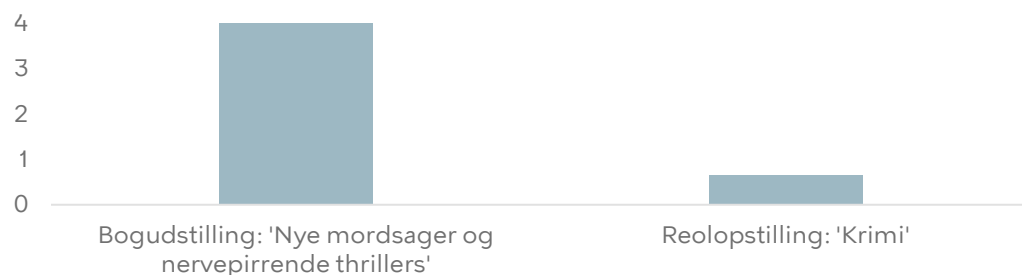 4
3
2
1
0
Bogudstilling: 'Nye mordsager og
nervepirrende thrillers'
Reolopstilling: 'Krimi'